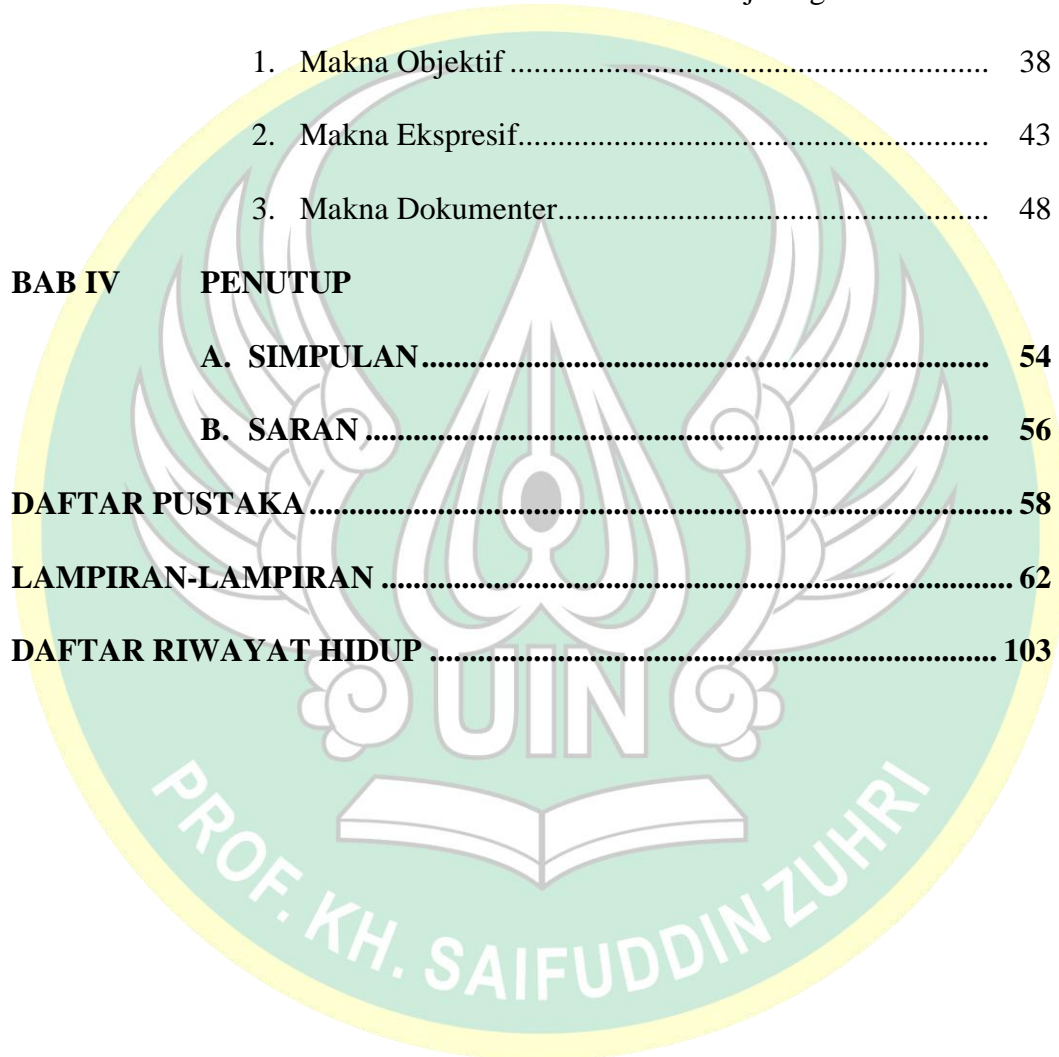 1. Makna Objektif ............................................................ 38
2. Makna Ekspresif........................................................... 43
3. Makna Dokumenter...................................................... 48
BAB IV PENUTUP
A. SIMPULAN....................................................................... 54
B. SARAN .............................................................................. 56
DAFTAR PUSTAKA ......................................................................................... 58
LAMPIRAN-LAMPIRAN ................................................................................ 62
DAFTAR RIWAYAT HIDUP ....................................................................... 103
UIN
PROF. KH. SAIFUDDIN ZUHRI